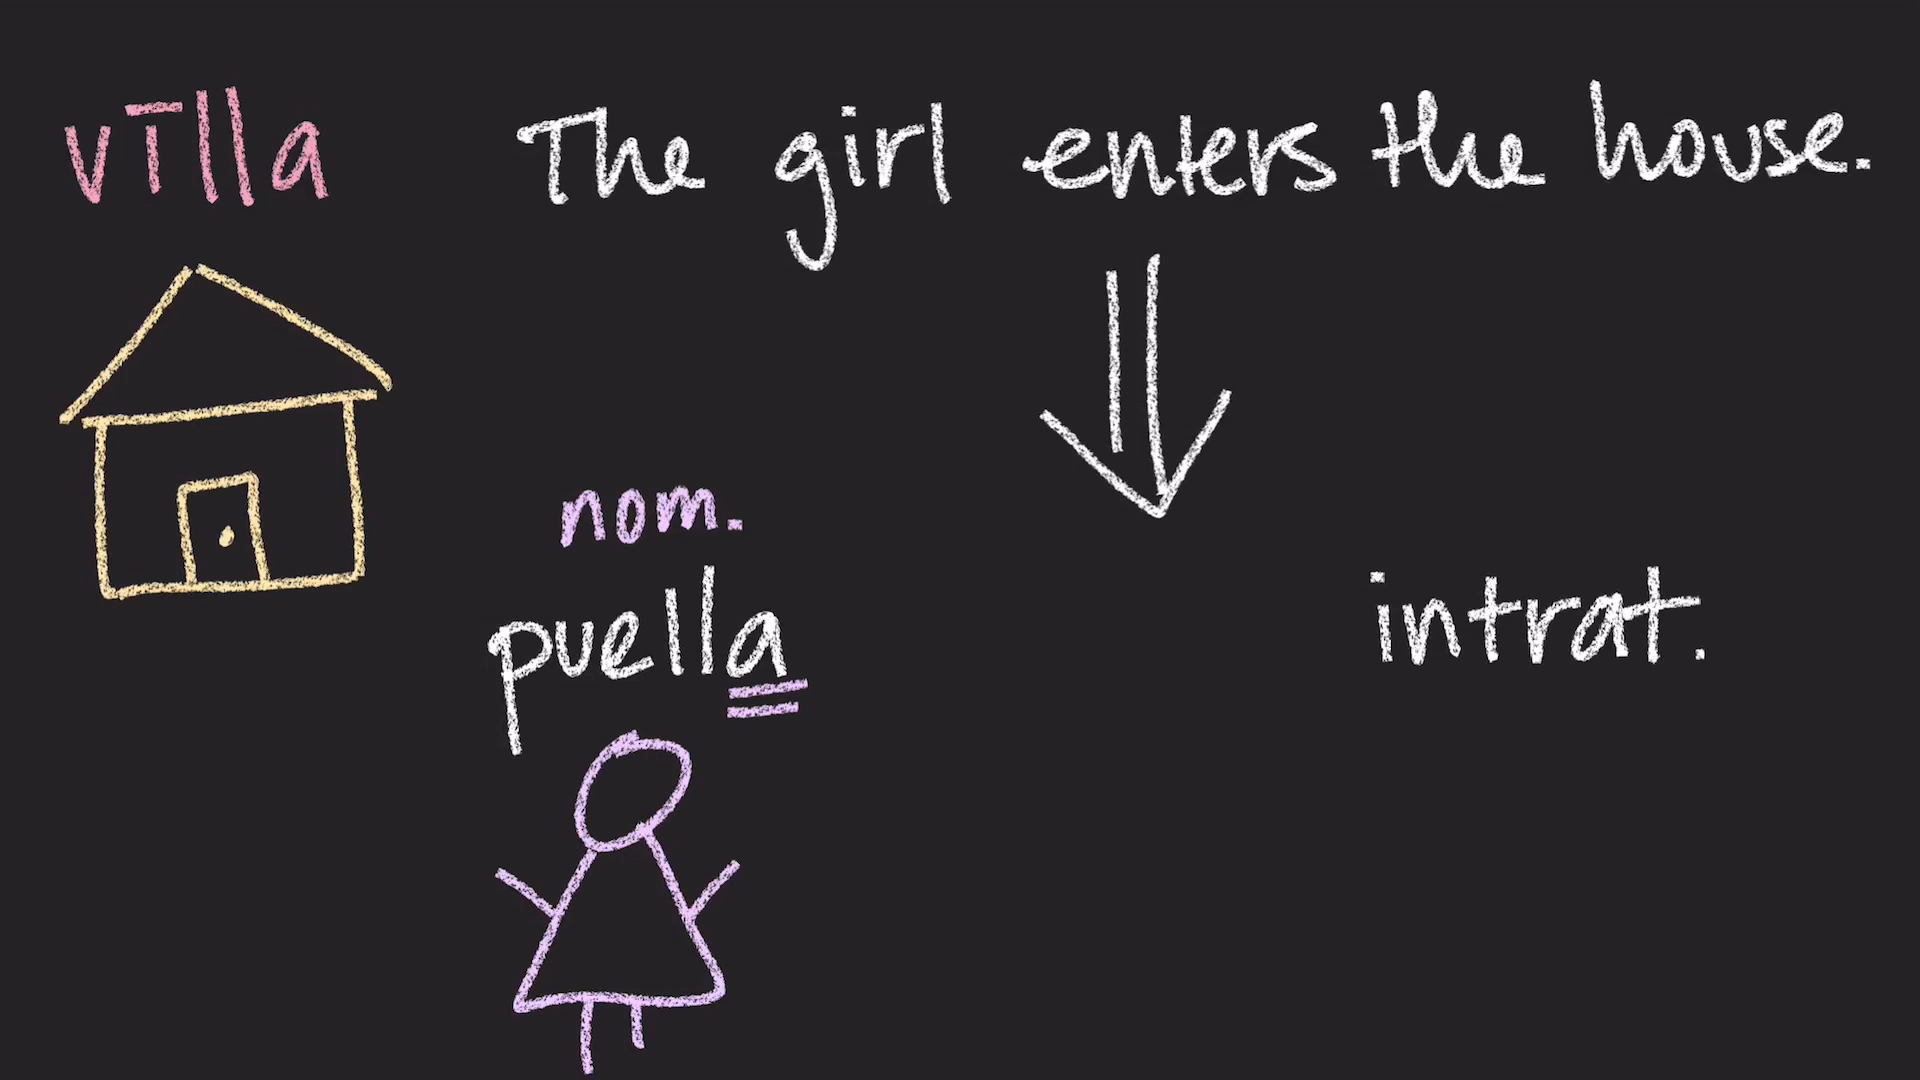 vīlla
The girl enters the house.
nom.
puella
intrat.